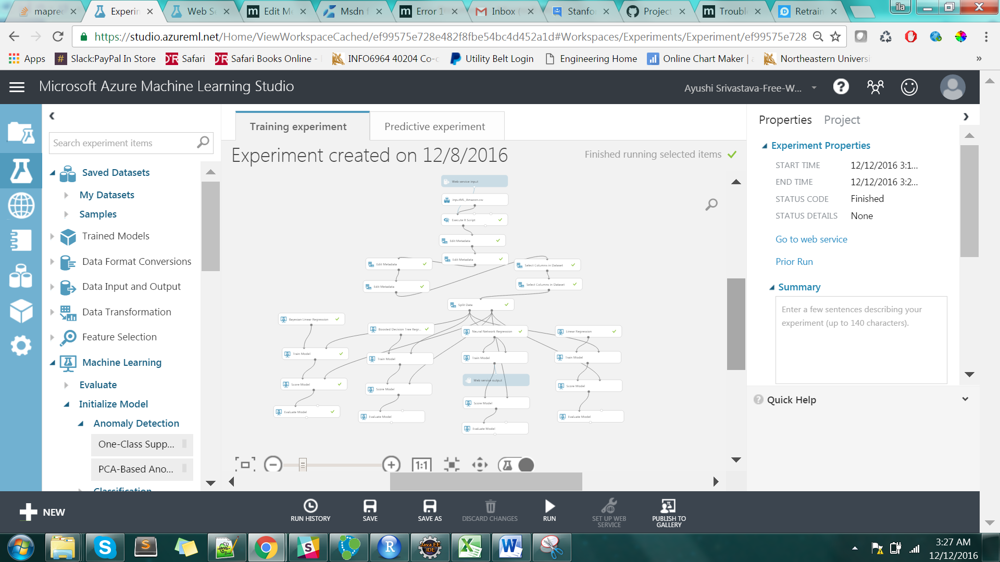 mapred
Experin
Web Se
Edit Me
Msdn f
Error 1
Inbox (
Stanfo
Project
Troubl
Retrain
ila
https://studio.azureml.net/Home/ViewWorkspaceCached/ef99575e728e482f8fbe54bc4d452a1d#Workspaces/Experiments/Experiment/ef99575e728
Apps
Slack:PayPal In Store
Safari
Safari Books Online -
INFO6964 40204 Co-c
Utility Belt Login
Engineering Home
Online Chart Maker |
Northeastern Universi
»
Microsoft Azure Machine Learning Studio
Ayushi Srivastava-Free-W...
Search experiment items
Saved Datasets
My Datasets
Samples
Trained Models
Data Format Conversions
Data Input and Output
Data Transformation
Feature Selection
Machine Learning
Evaluate
Initialize Model
Anomaly Detection
One-Class Supp...
PCA-Based Ano...
Classification
Training experiment
Predictive experiment
Experiment created on 12/8/2016
Finished running selected items
Web service input
inputML_Amazon.csv
Execute R Script
Edit Metadata
Edit Metadata
Edit Metadata
Select Columns in Dataset
Edit Metadata
Select Columns in Dataset
Split Data
Bayesian Linear Regression
Boosted Decision Tree Regr...
Neural Network Regression
Linear Regression
Train Model
Train Model
Train Model
Train Model
Web service output
Score Model
Score Model
Score Model
Score Model
Evaluate Model
Evaluate Model
Evaluate Model
Evaluate Model
1:1
Properties
Project
Experiment Properties
START TIME 12/12/2016 3:1...
END TIME 12/12/2016 3:2...
STATUS CODE Finished
STATUS DETAILS None
Go to web service
Prior Run
Summary
Enter a few sentences describing your
experiment (up to 140 characters).
Quick Help
NEW
RUN HISTORY
SAVE
SAVE AS
DISCARD CHANGES
RUN
SET UP WEB
SERVICE
PUBLISH TO
GALLERY
Java EE
IDE
3:27 AM
12/12/2016